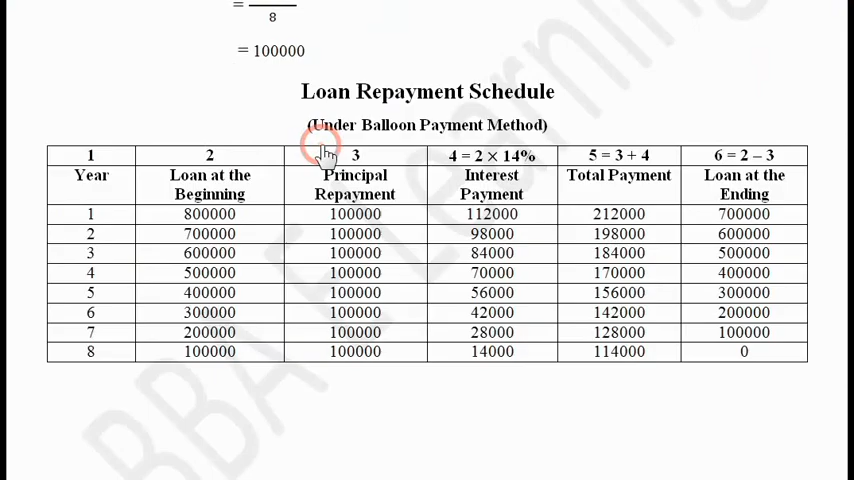 =
8
= 100000
Loan Repayment Schedule
(Under Balloon Payment Method)
1 2 3 4 = 2 × 14% 5 = 3 + 4 6 = 2 – 3
Year Loan at the Beginning Principal Repayment Interest Payment Total Payment Loan at the Ending
1 800000 100000 112000 212000 700000
2 700000 100000 98000 198000 600000
3 600000 100000 84000 184000 500000
4 500000 100000 70000 170000 400000
5 400000 100000 56000 156000 300000
6 300000 100000 42000 142000 200000
7 200000 100000 28000 128000 100000
8 100000 100000 14000 114000 0
BBA F Learning